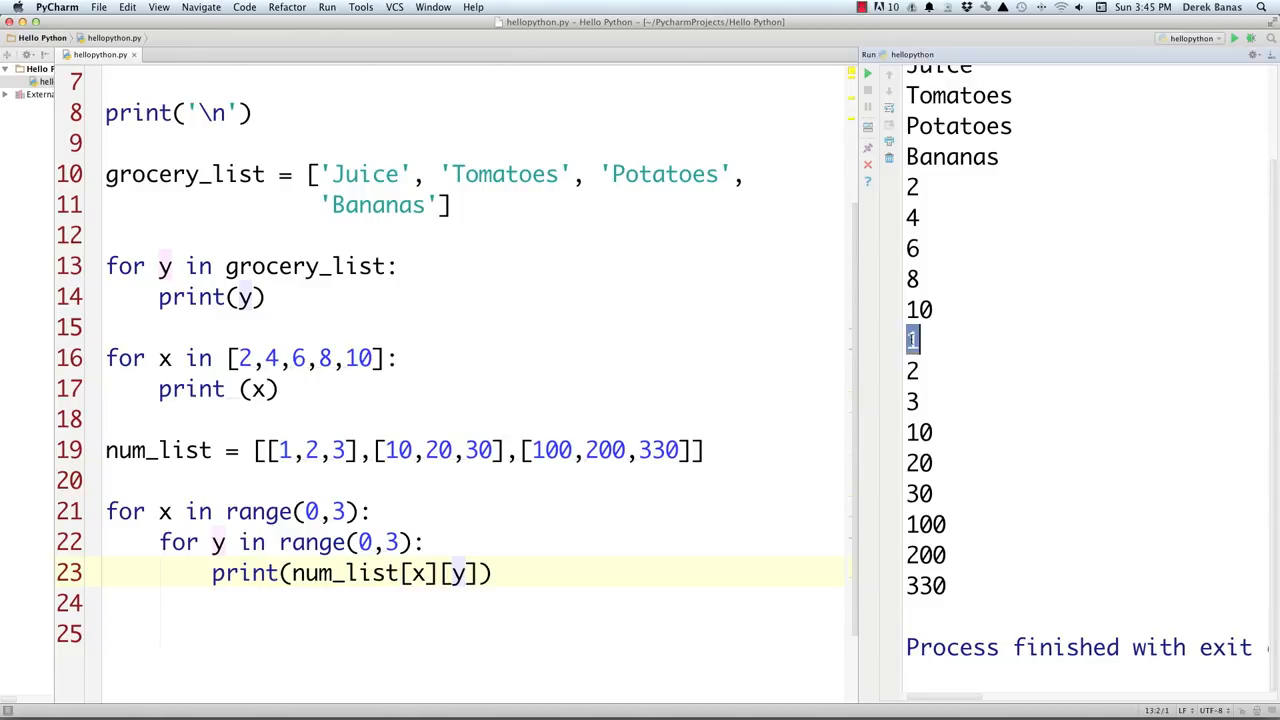 PyCharm File Edit View Navigate Code Refactor Run Tools VCS Window Help 10 Sun 3:45 PM Derek Banas
hellopython.py – Hello Python – [~/PycharmProjects/Hello Python]
Hello Python hellopython.py hellopython
hellopython.py × Run hellopython
Hello P
hell
Externa
7
8 print('\n')
9
10 grocery_list = ['Juice', 'Tomatoes', 'Potatoes',
11 'Bananas']
12
13 for y in grocery_list:
14 print(y)
15
16 for x in [2,4,6,8,10]:
17 print (x)
18
19 num_list = [[1,2,3],[10,20,30],[100,200,330]]
20
21 for x in range(0,3):
22 for y in range(0,3):
23 print(num_list[x][y])
24
25
Juice
Tomatoes
Potatoes
Bananas
2
4
6
8
10
1
2
3
10
20
30
100
200
330
Process finished with exit
13:2/1 LF UTF-8